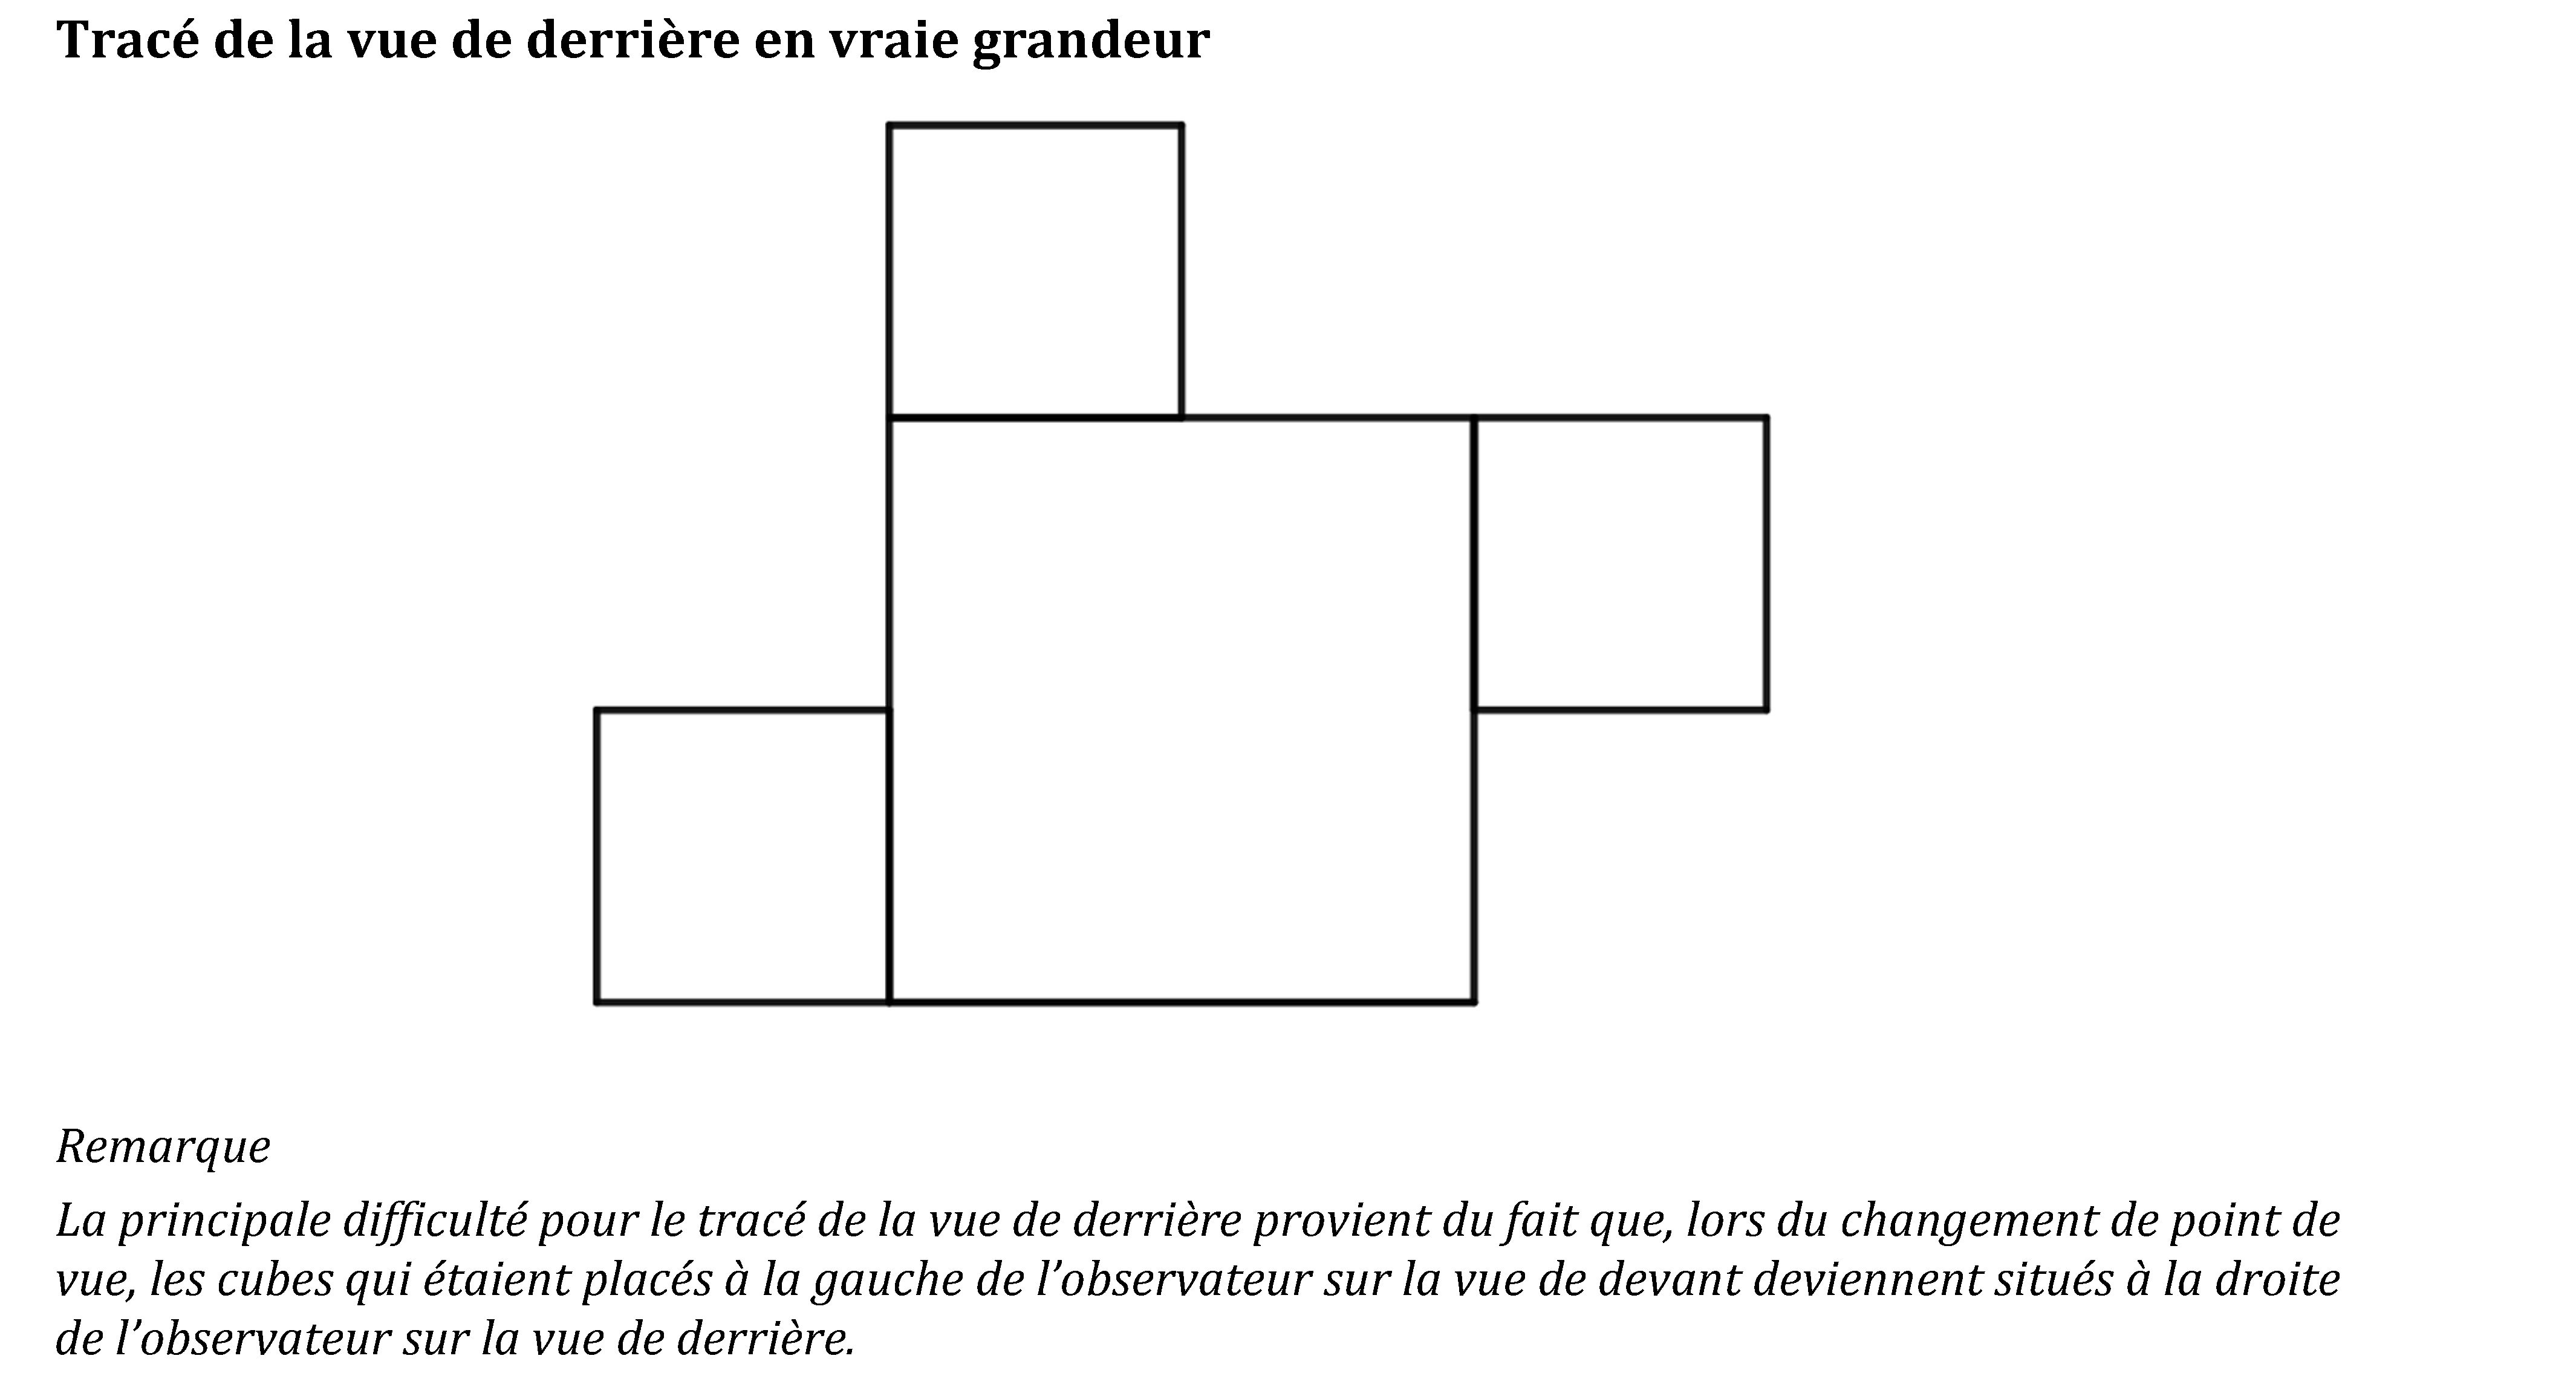 Tracé de la vue de derrière en vraie grandeur
Remarque
La principale difficulté pour le tracé de la vue de derrière provient du fait que, lors du changement de point de
vue, les cubes qui étaient placés à la gauche de l’observateur sur la vue de devant deviennent situés à la droite
de l’observateur sur la vue de derrière.